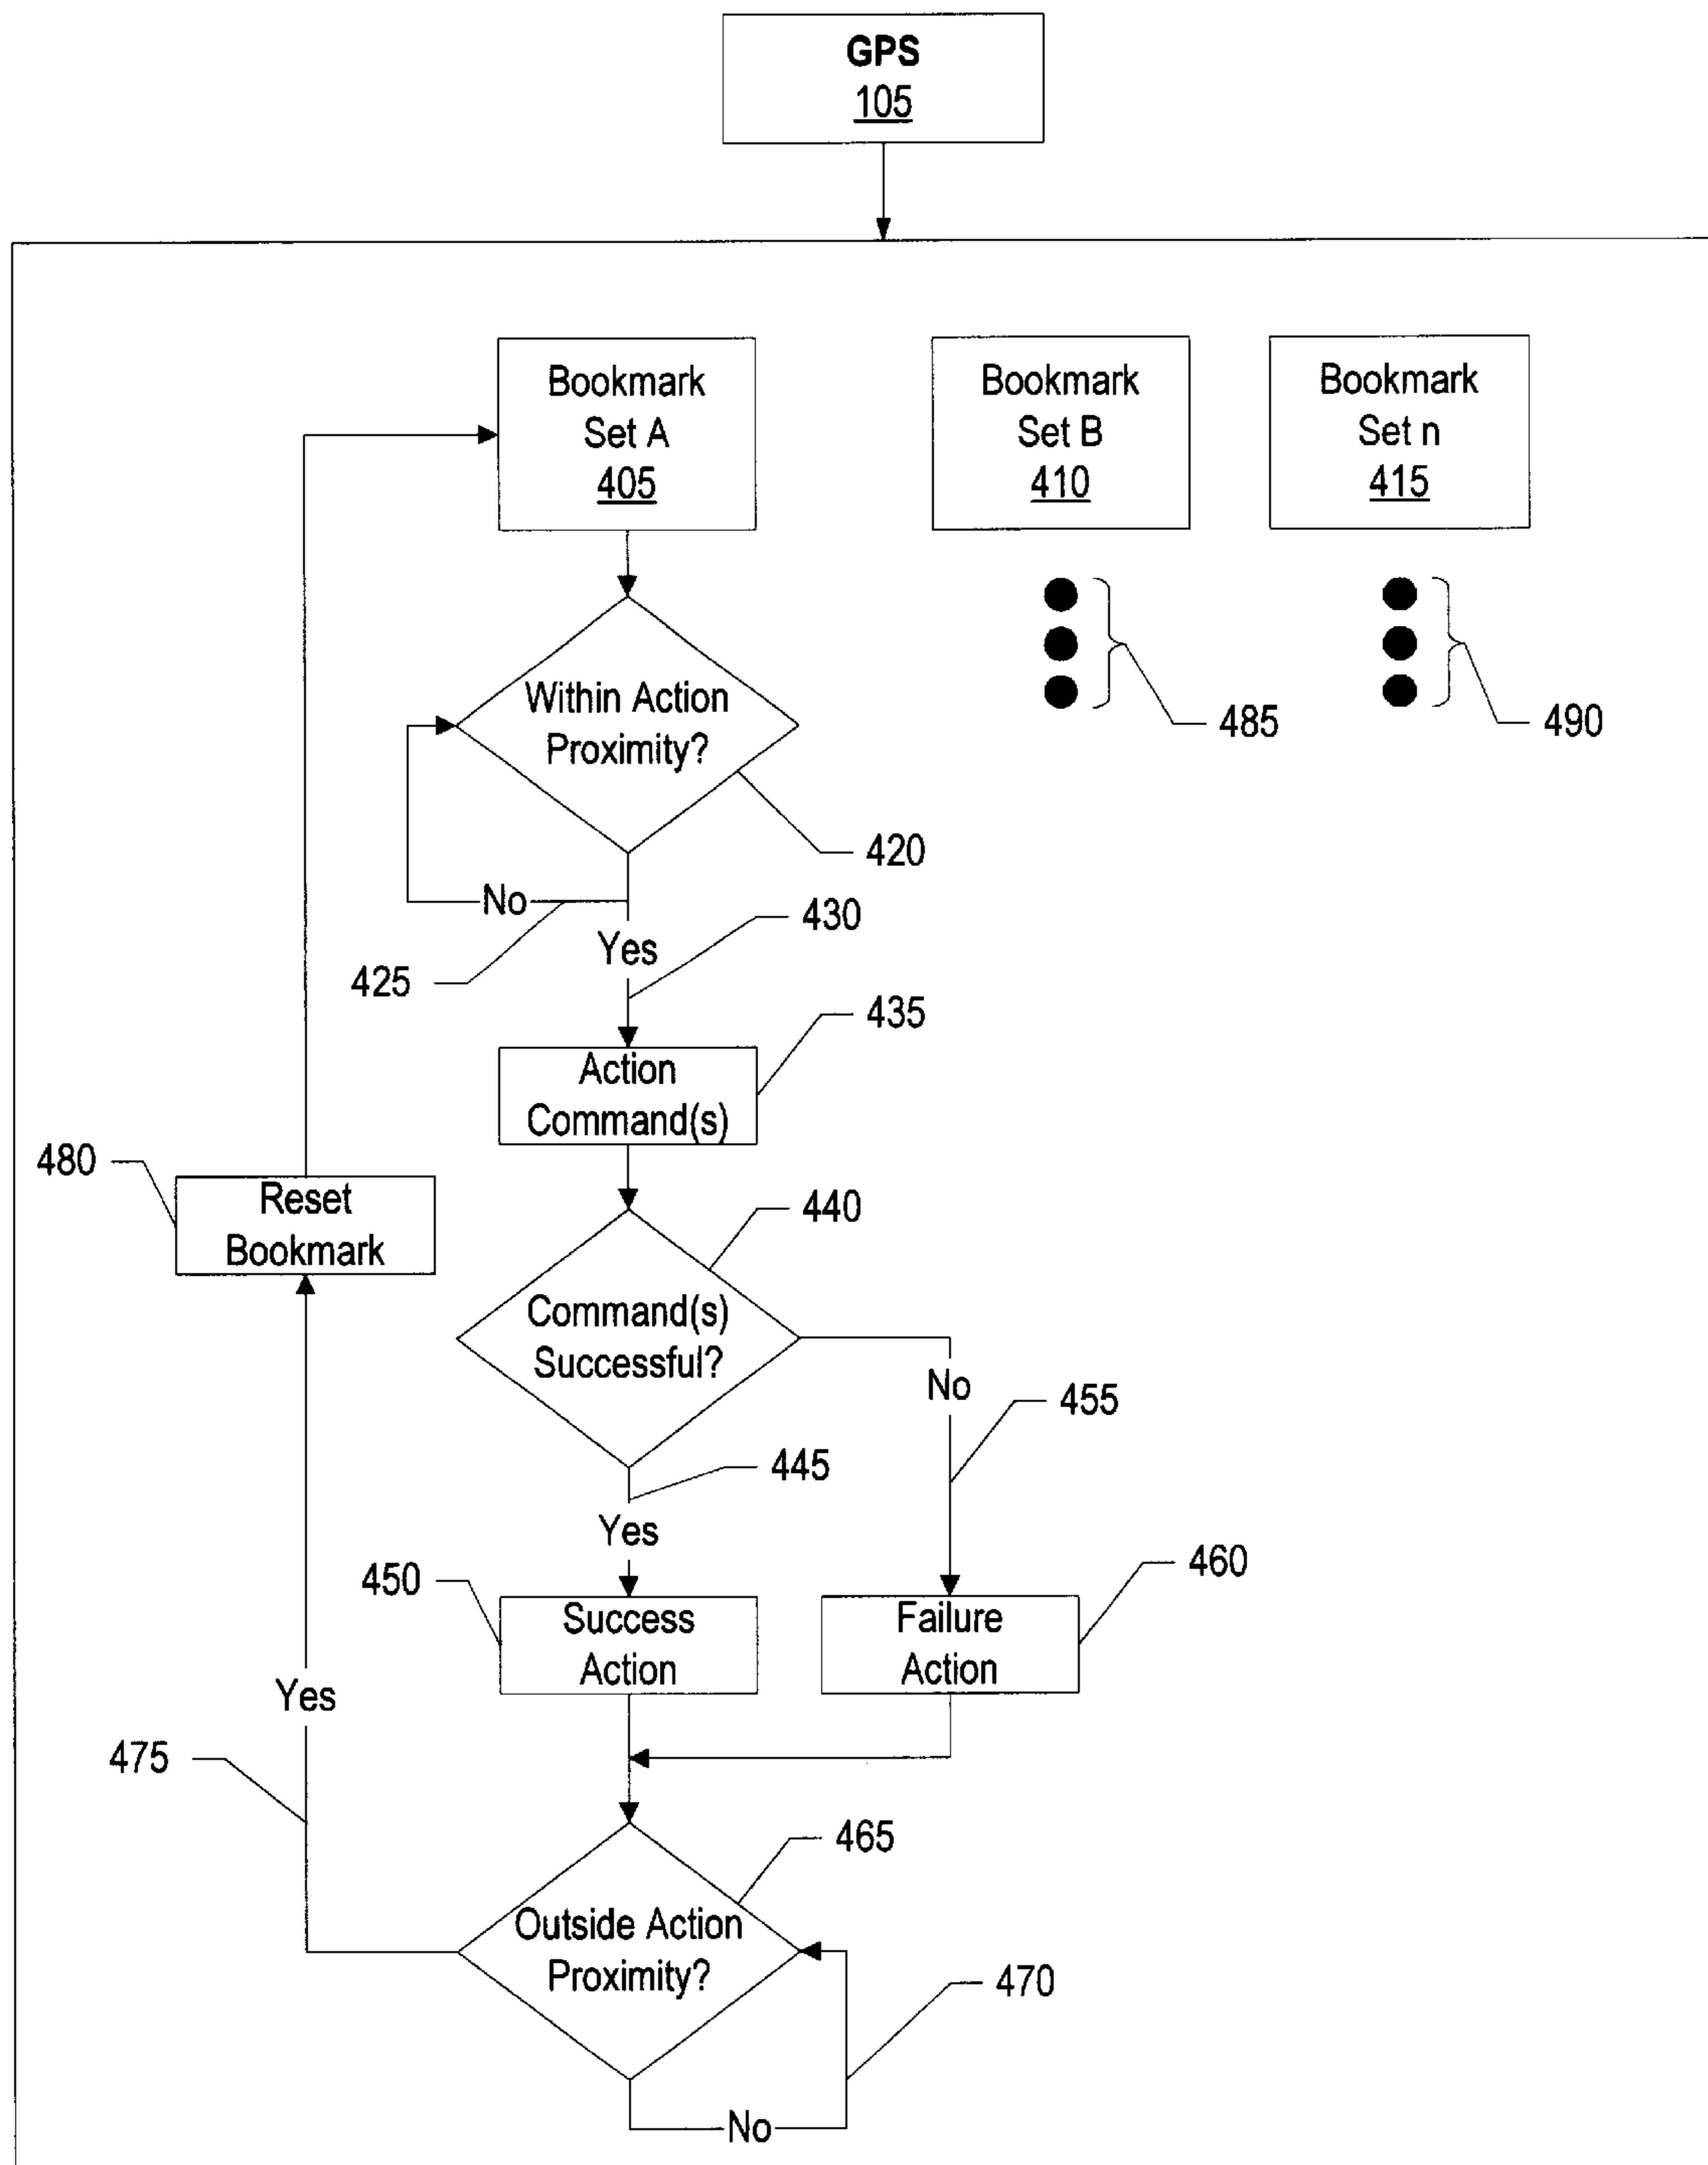 GPS
105
Bookmark
Set A
405
Bookmark
Set B
410
Bookmark
Set n
415
485
490
Within Action
Proximity?
420
No
425
430
Yes
435
Action
Command(s)
480
Reset
Bookmark
440
Command(s)
Successful?
No
455
445
Yes
450
460
Success
Action
Failure
Action
Yes
475
465
Outside Action
Proximity?
470
No